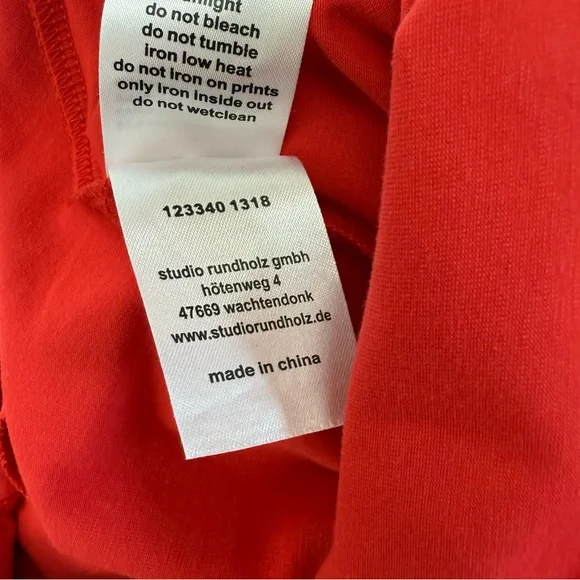 do not bleach
do not tumble
iron low heat
do not iron on prints
only iron inside out
do not wetclean
123340 1318
studio rundholz gmbh
hötenweg 4
47669 wachtendonk
www.studiorundholz.de
made in china